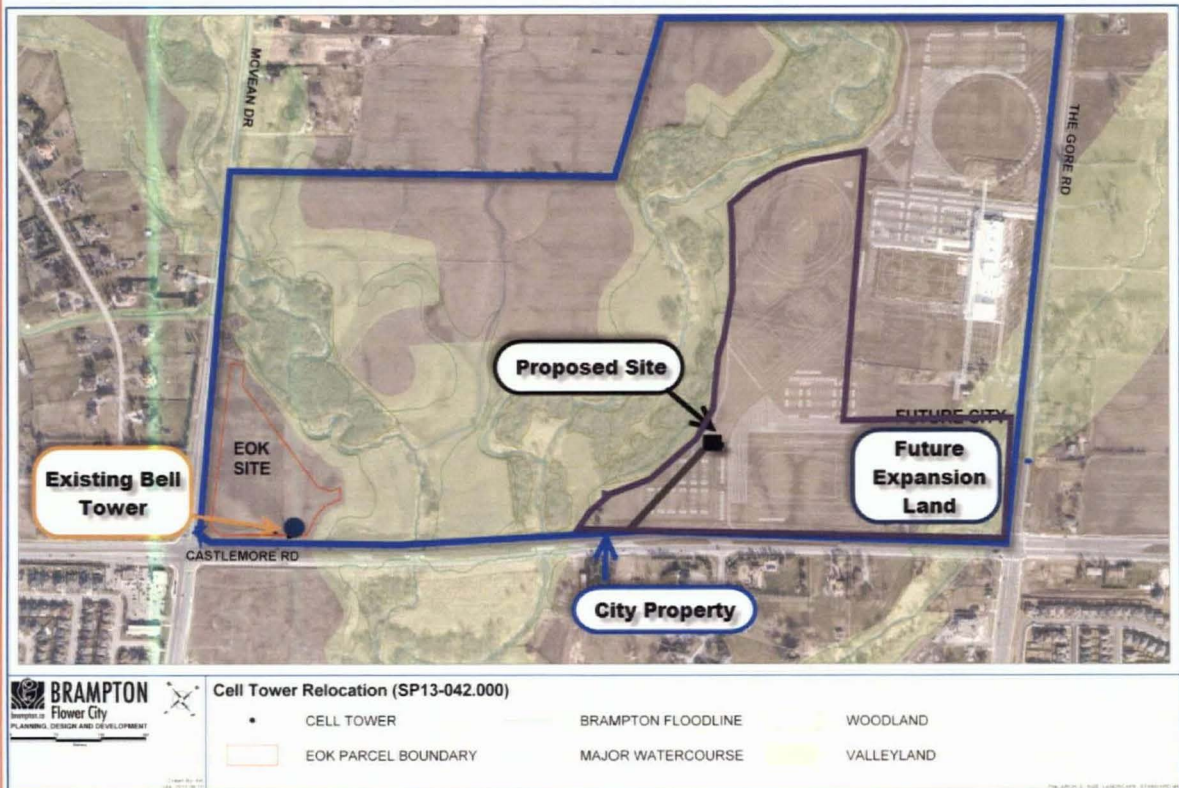 MCVEAN DR
THE GORE RD
Proposed Site
FUTURE CITY
EOK
SITE
Future
Expansion
Land
Existing Bell
Tower
CASTLEMORE RD
City Property
BRAMPTON
brampton.ca Flower City
PLANNING, DESIGN AND DEVELOPMENT
Cell Tower Relocation (SP13-042.000)
CELL TOWER
BRAMPTON FLOODLINE
WOODLAND
EOK PARCEL BOUNDARY
MAJOR WATERCOURSE
VALLEYLAND